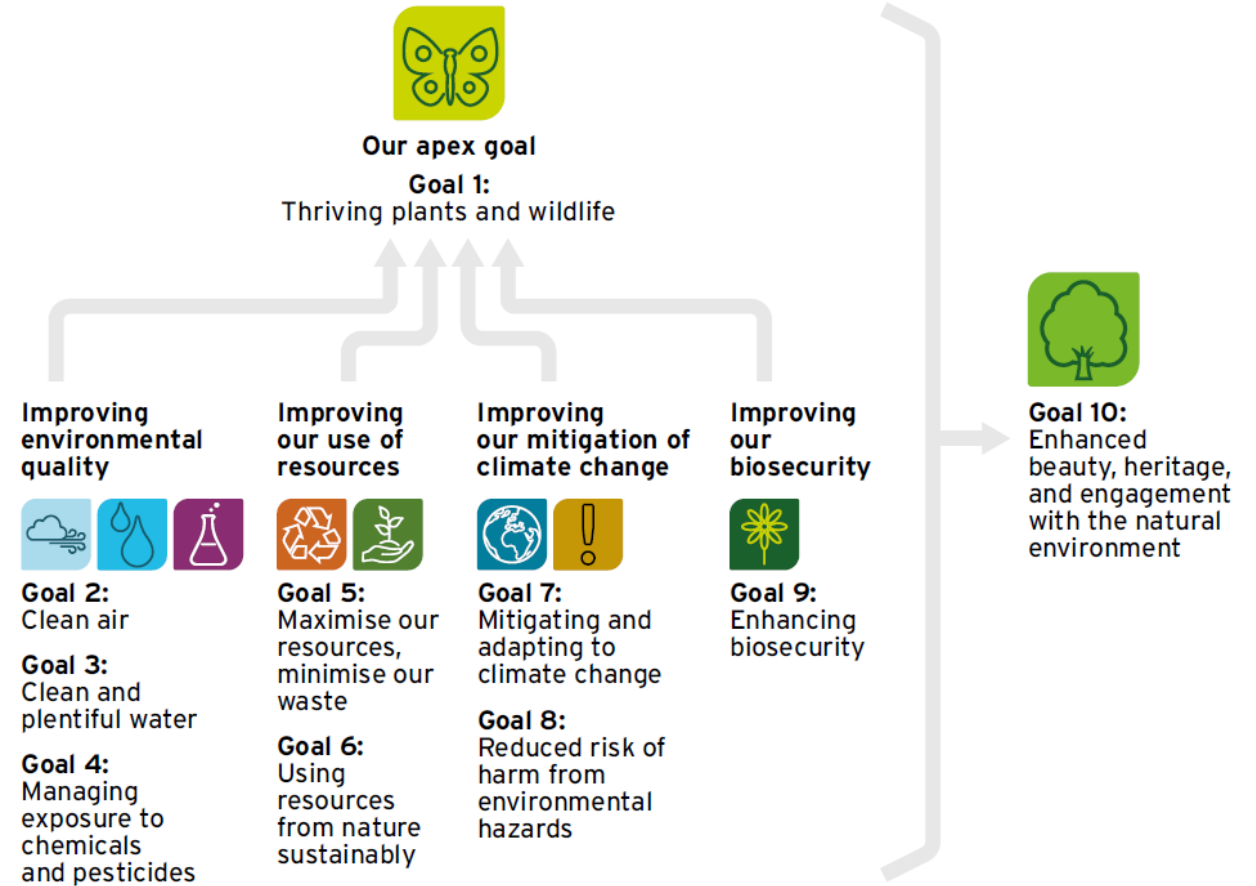 Our apex goal
Goal 1:
Thriving plants and wildlife
Improving
environmental
quality
Goal 2:
Clean air
Goal 3:
Clean and
plentiful water
Goal 4:
Managing
exposure to
chemicals
and pesticides
Improving
our use of
resources
Goal 5:
Maximise our
resources,
minimise our
waste
Goal 6:
Using
resources
from nature
sustainably
Improving
our mitigation of
climate change
Goal 7:
Mitigating and
adapting to
climate change
Goal 8:
Reduced risk of
harm from
environmental
hazards
Improving
our
biosecurity
Goal 9:
Enhancing
biosecurity
Goal 10:
Enhanced
beauty, heritage,
and engagement
with the natural
environment